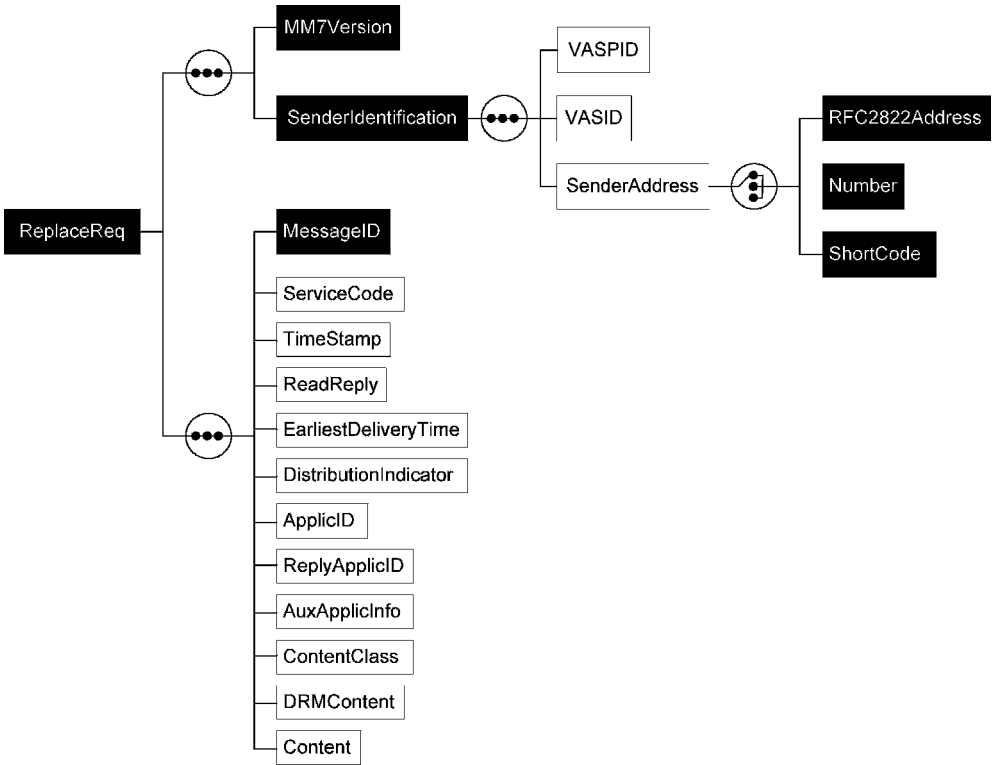 MM7Version
VASPID
SenderIdentification
VASID
RFC2822Address
SenderAddress
Number
ReplaceReq
MessageID
ShortCode
ServiceCode
TimeStamp
ReadReply
EarliestDeliveryTime
DistributionIndicator
ApplicID
ReplyApplicID
AuxApplicInfo
ContentClass
DRMContent
Content